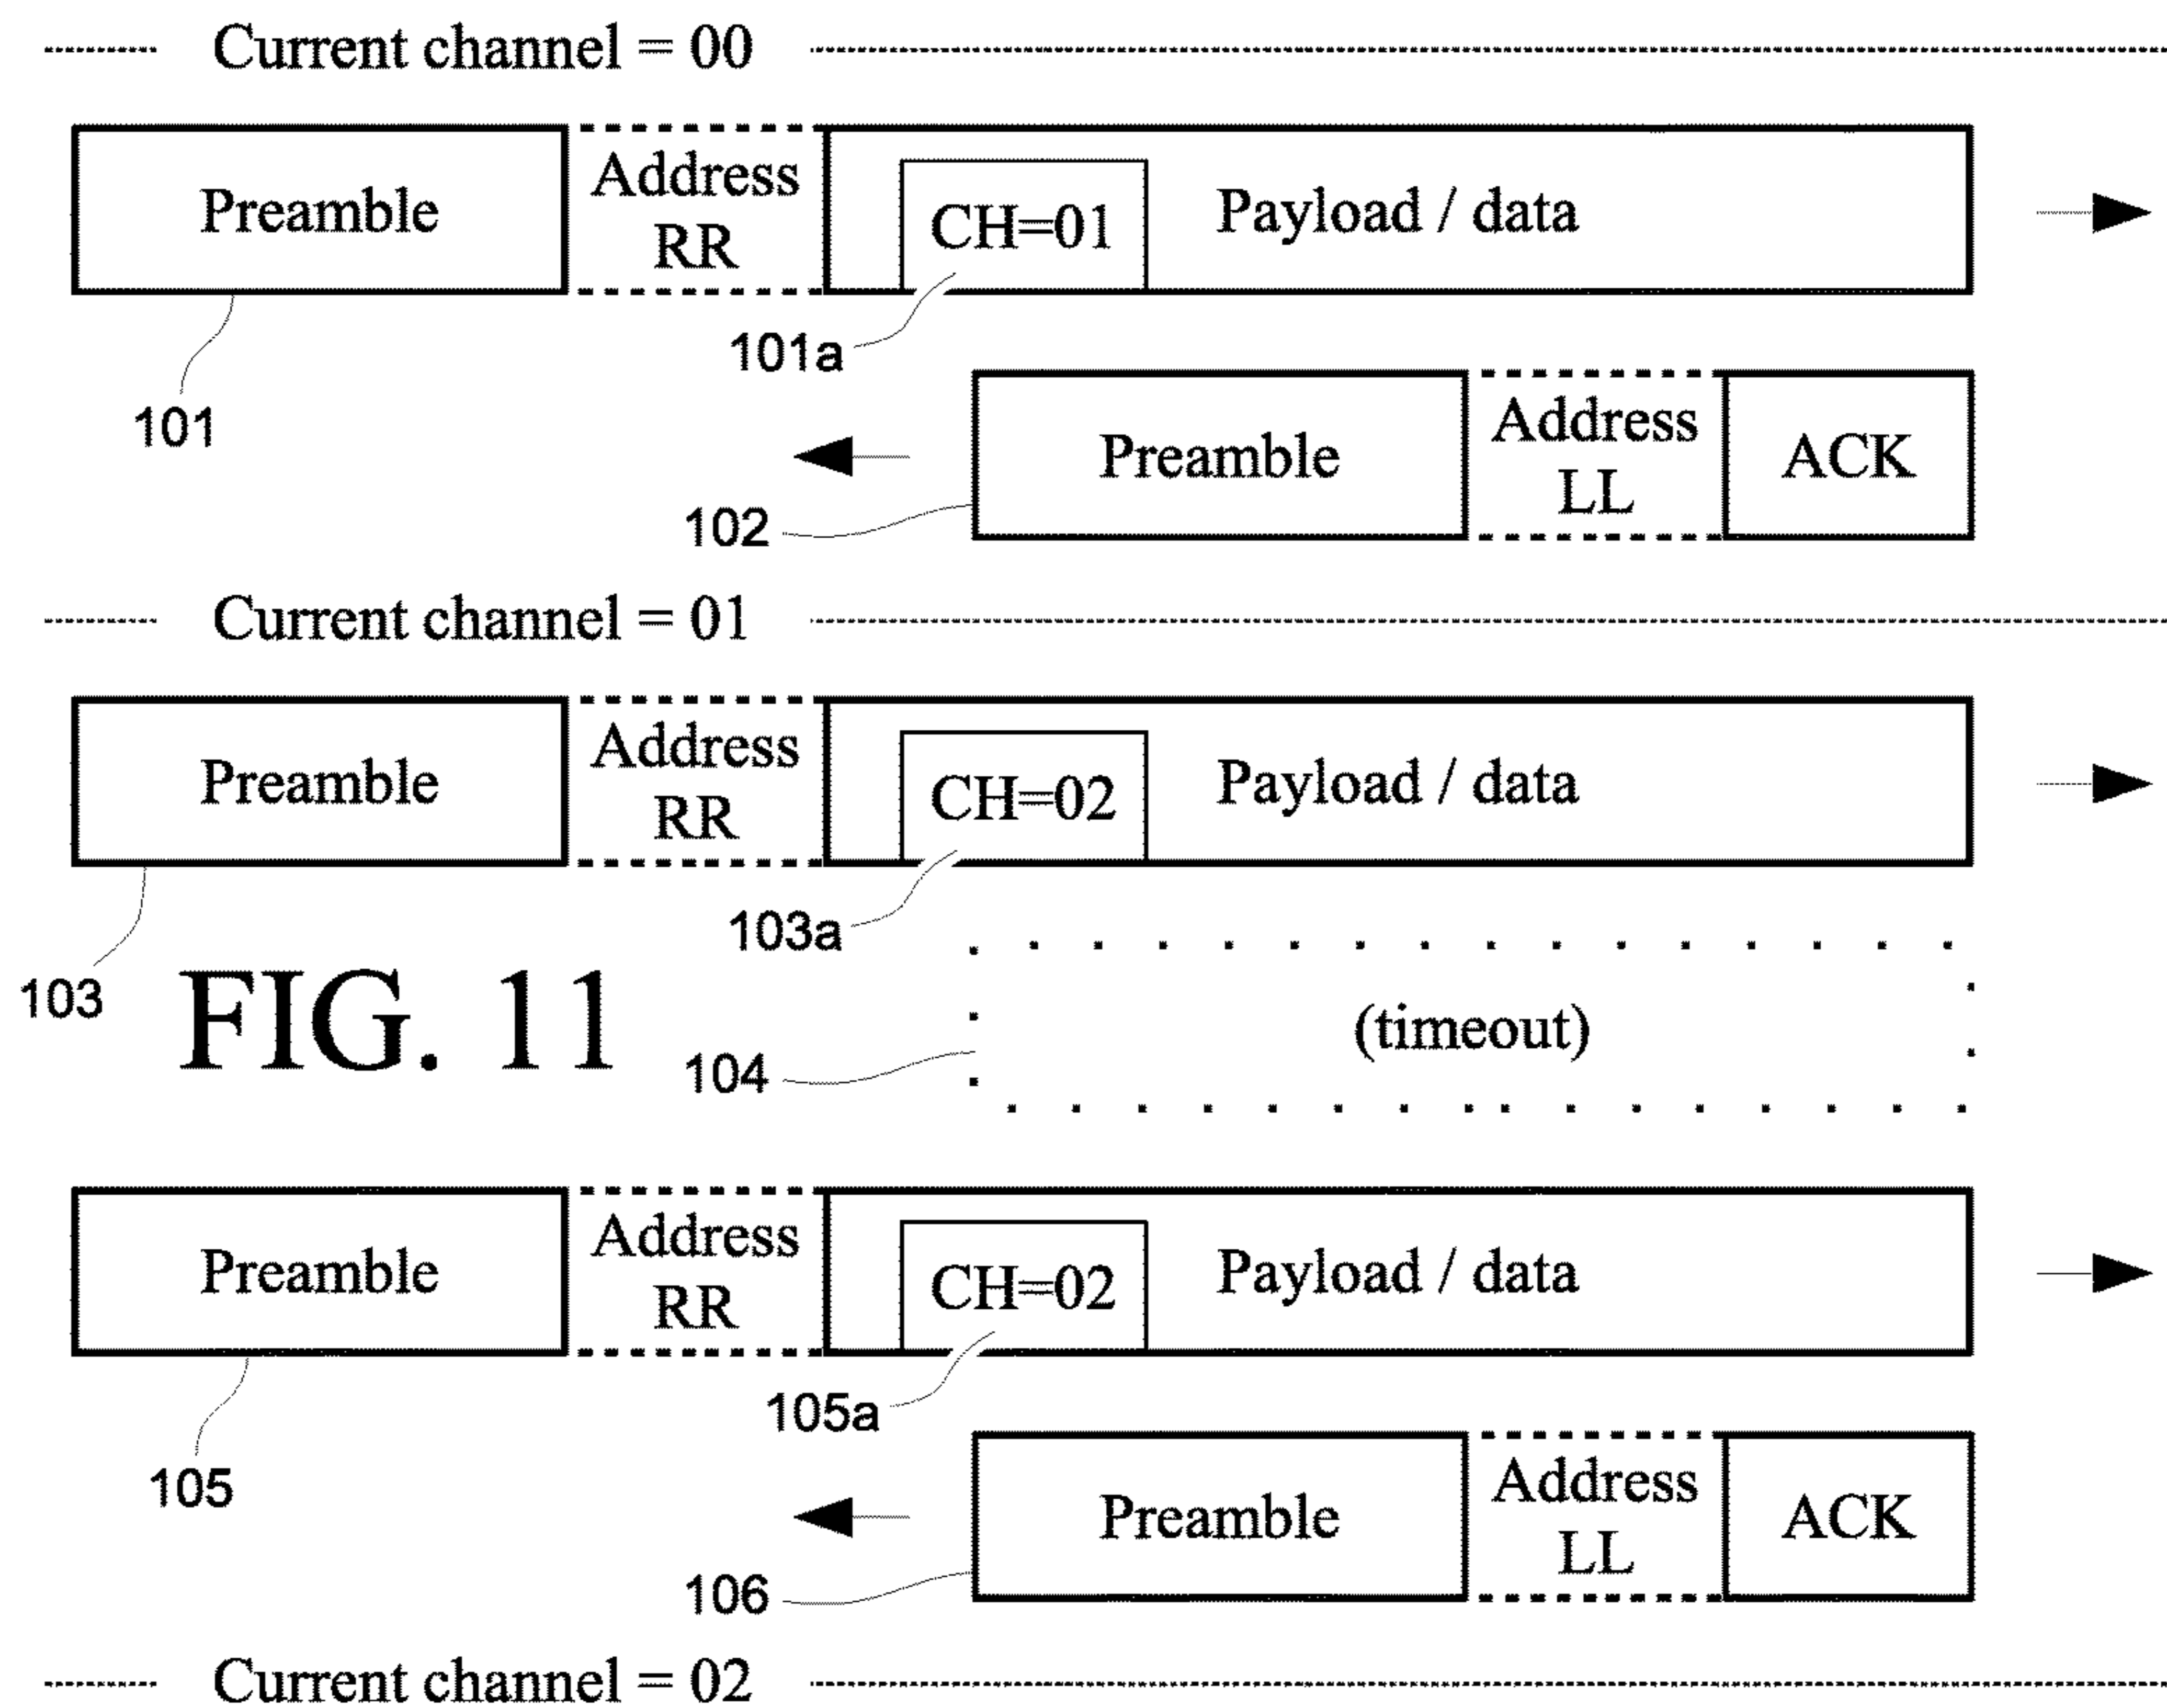 Current channel = 00
Preamble
Address
RR
CH=01
Payload / data
101
101a
Preamble
Address
LL
ACK
102
Current channel = 01
Preamble
Address
RR
CH=02
Payload / data
103
103a
FIG. 11
(timeout)
104
Preamble
Address
RR
CH=02
Payload / data
105
105a
Preamble
Address
LL
ACK
106
Current channel = 02